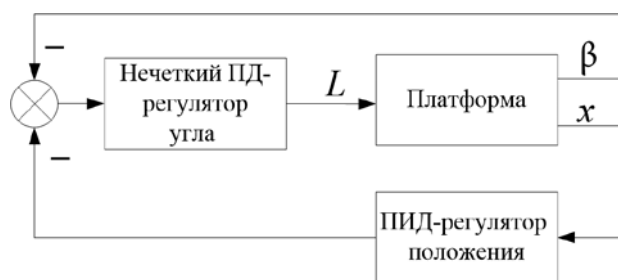 −
Нечеткий ПД-
регулятор
угла
L
Платформа
β
x
−
ПИД-регулятор
положения